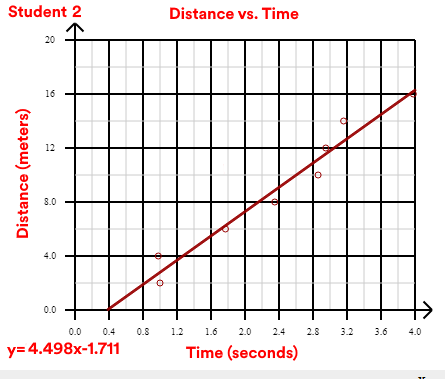 Student 2
Distance vs. Time
Distance (meters)
20
16
12
8.0
4.0
0.0
0.0 0.4 0.8 1.2 1.6 2.0 2.4 2.8 3.2 3.6 4.0
y=4.498x-1.711
Time (seconds)